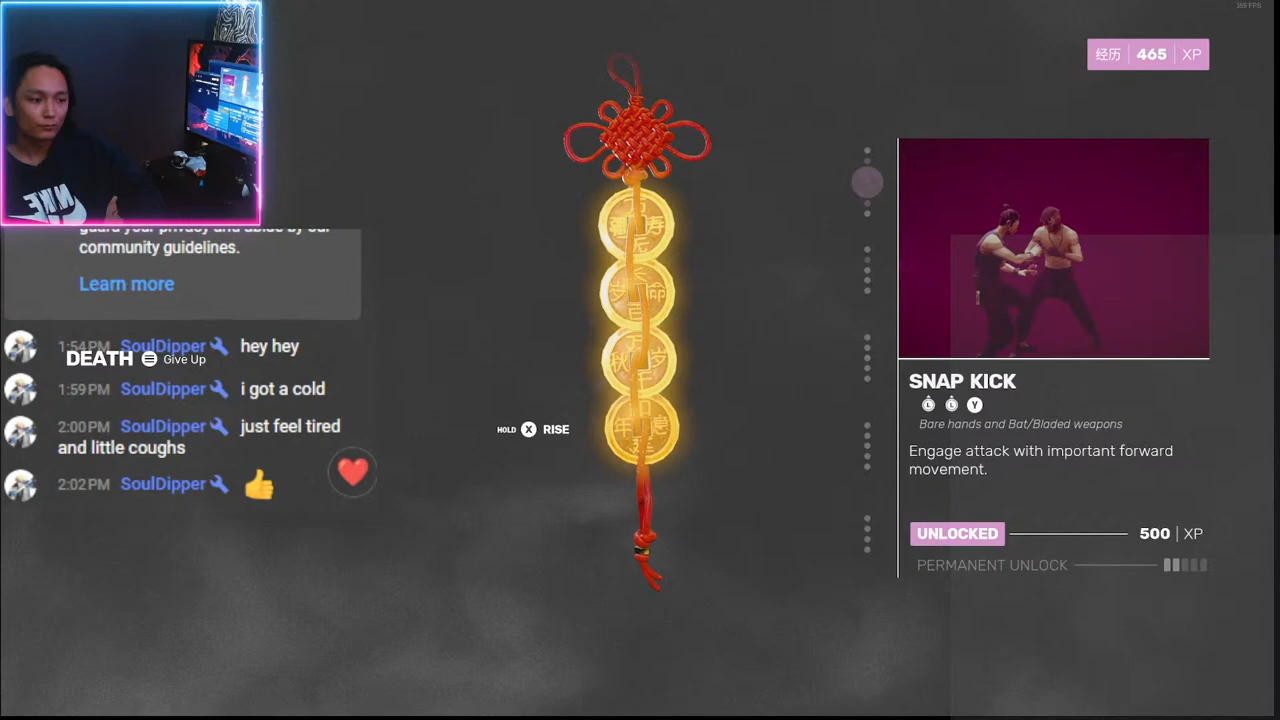 169 FPS
经历 465 XP
NIKE
guard your privacy and abide by our
community guidelines.
Learn more
1:54 PM SoulDipper hey hey
DEATH Give Up
1:59 PM SoulDipper i got a cold
2:00 PM SoulDipper just feel tired
and little coughs
2:02 PM SoulDipper
HOLD X RISE
SNAP KICK
L L Y
Bare hands and Bat/Bladed weapons
Engage attack with important forward
movement.
UNLOCKED 500 XP
PERMANENT UNLOCK